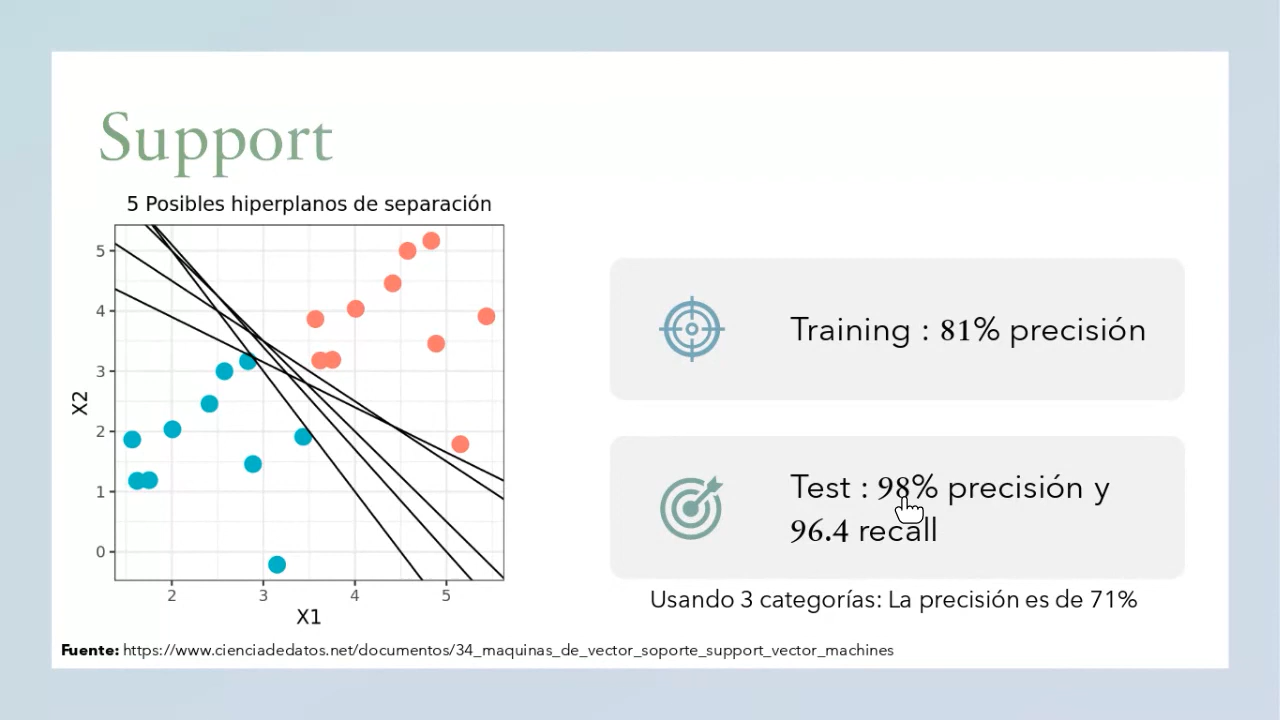 Support
5 Posibles hiperplanos de separación
5
4
3
2
1
0
X2
2 3 4 5
X1
Training : 81% precisión
Test : 98% precisión y
96.4 recall
Usando 3 categorías: La precisión es de 71%
Fuente: https://www.cienciadedatos.net/documentos/34_maquinas_de_vector_soporte_support_vector_machines